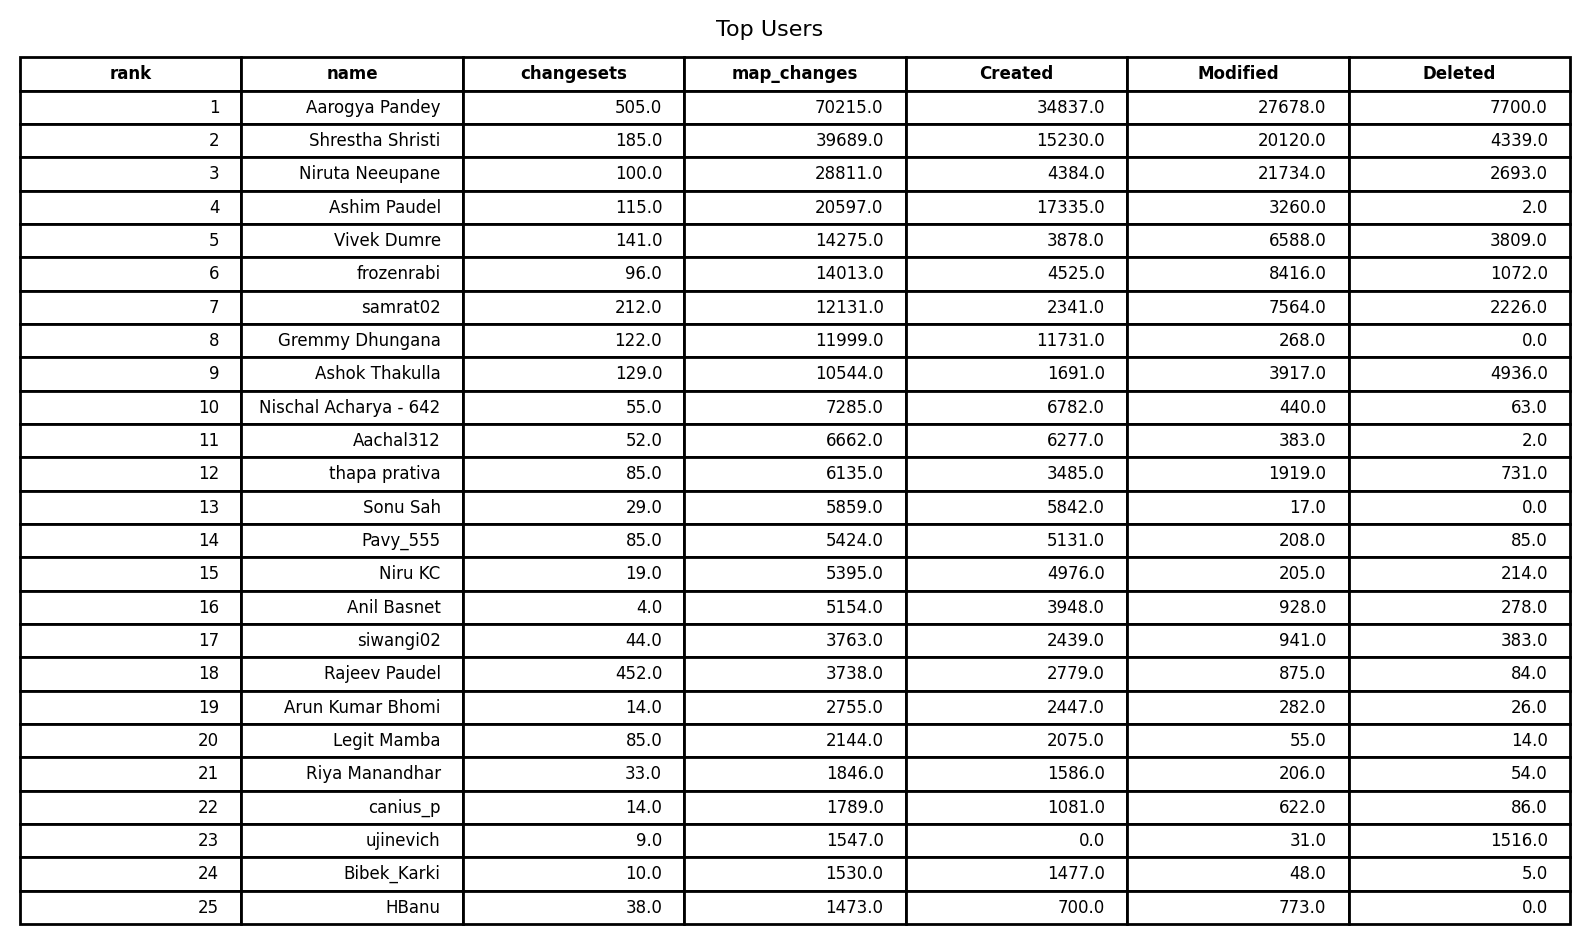 Top Users
rank name changesets map_changes Created Modified Deleted
1 Aarogya Pandey 505.0 70215.0 34837.0 27678.0 7700.0
2 Shrestha Shristi 185.0 39689.0 15230.0 20120.0 4339.0
3 Niruta Neeupane 100.0 28811.0 4384.0 21734.0 2693.0
4 Ashim Paudel 115.0 20597.0 17335.0 3260.0 2.0
5 Vivek Dumre 141.0 14275.0 3878.0 6588.0 3809.0
6 frozenrabi 96.0 14013.0 4525.0 8416.0 1072.0
7 samrat02 212.0 12131.0 2341.0 7564.0 2226.0
8 Gremmy Dhungana 122.0 11999.0 11731.0 268.0 0.0
9 Ashok Thakulla 129.0 10544.0 1691.0 3917.0 4936.0
10 Nischal Acharya - 642 55.0 7285.0 6782.0 440.0 63.0
11 Aachal312 52.0 6662.0 6277.0 383.0 2.0
12 thapa prativa 85.0 6135.0 3485.0 1919.0 731.0
13 Sonu Sah 29.0 5859.0 5842.0 17.0 0.0
14 Pavy_555 85.0 5424.0 5131.0 208.0 85.0
15 Niru KC 19.0 5395.0 4976.0 205.0 214.0
16 Anil Basnet 4.0 5154.0 3948.0 928.0 278.0
17 siwangi02 44.0 3763.0 2439.0 941.0 383.0
18 Rajeev Paudel 452.0 3738.0 2779.0 875.0 84.0
19 Arun Kumar Bhomi 14.0 2755.0 2447.0 282.0 26.0
20 Legit Mamba 85.0 2144.0 2075.0 55.0 14.0
21 Riya Manandhar 33.0 1846.0 1586.0 206.0 54.0
22 canius_p 14.0 1789.0 1081.0 622.0 86.0
23 ujinevich 9.0 1547.0 0.0 31.0 1516.0
24 Bibek_Karki 10.0 1530.0 1477.0 48.0 5.0
25 HBanu 38.0 1473.0 700.0 773.0 0.0